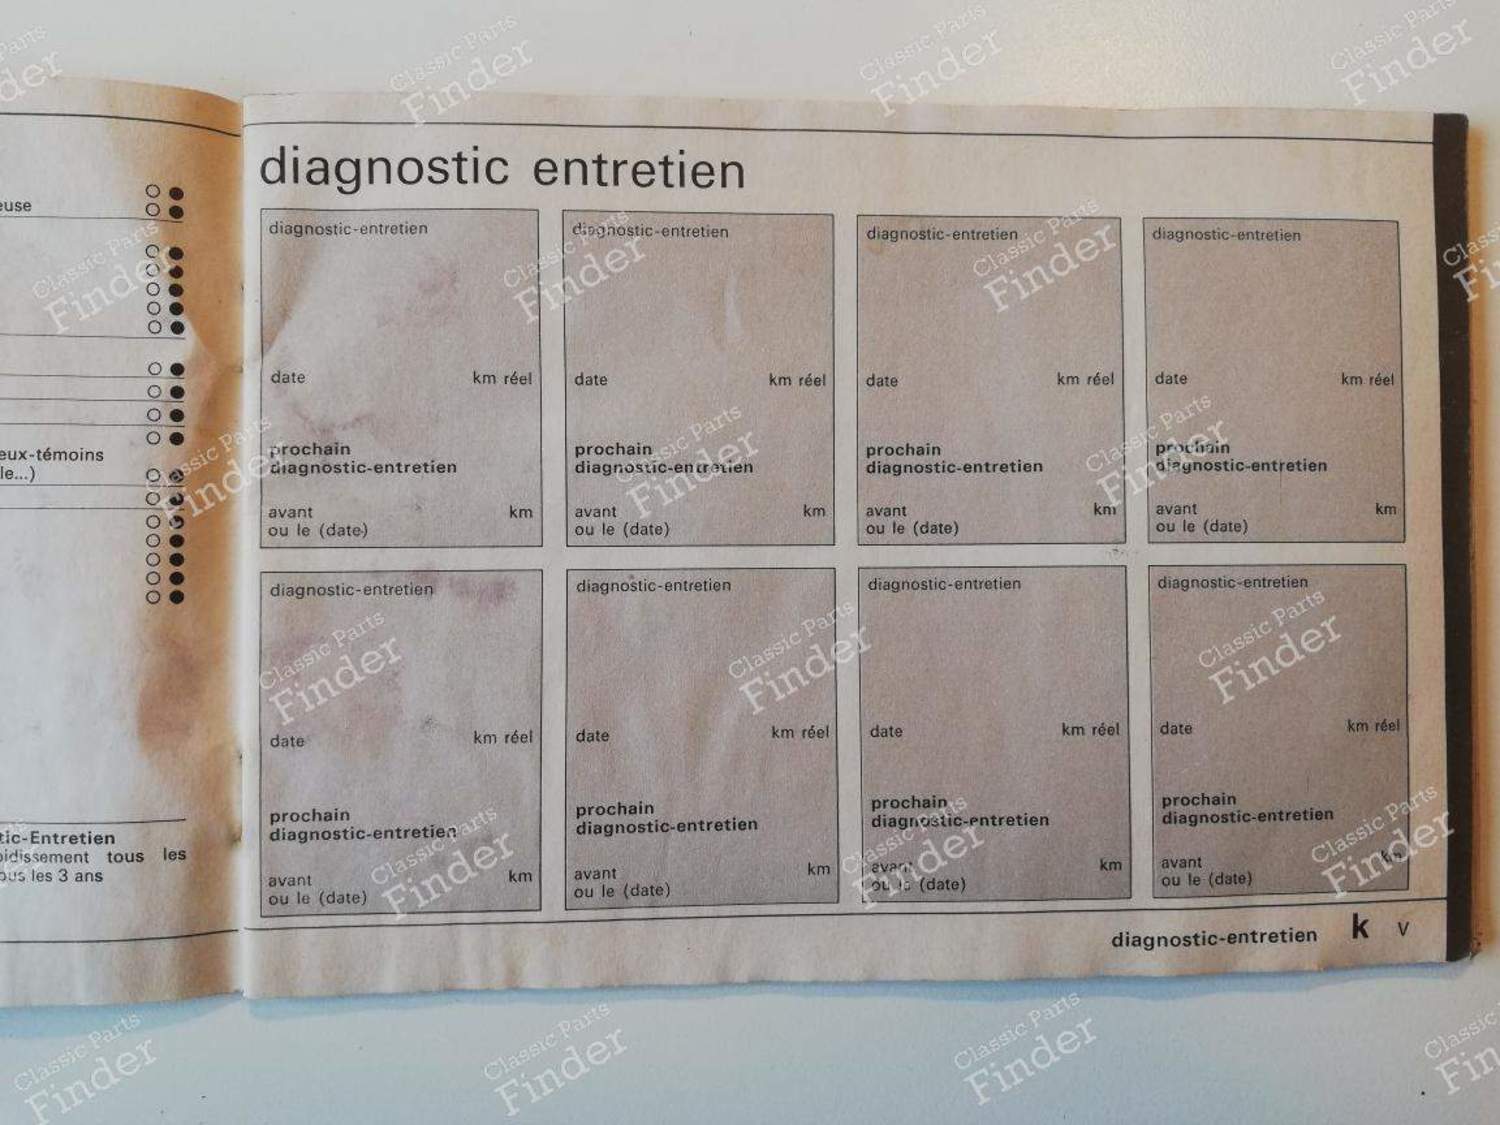 euse
eux-témoins
le...)
tic-Entretien
oidissement tous les
ous les 3 ans
diagnostic entretien
diagnostic-entretien
date km réel
prochain
diagnostic-entretien
avant km
ou le (date)
diagnostic-entretien
date km réel
prochain
diagnostic-entretien
avant km
ou le (date)
diagnostic-entretien
date km réel
prochain
diagnostic-entretien
avant km
ou le (date)
diagnostic-entretien
date km réel
prochain
diagnostic-entretien
avant km
ou le (date)
diagnostic-entretien
date km réel
prochain
diagnostic-entretien
avant km
ou le (date)
diagnostic-entretien
date km réel
prochain
diagnostic-entretien
avant km
ou le (date)
diagnostic-entretien
date km réel
prochain
diagnostic-entretien
avant km
ou le (date)
diagnostic-entretien
date km réel
prochain
diagnostic-entretien
avant km
ou le (date)
diagnostic-entretien k v
Classic Parts
Finder